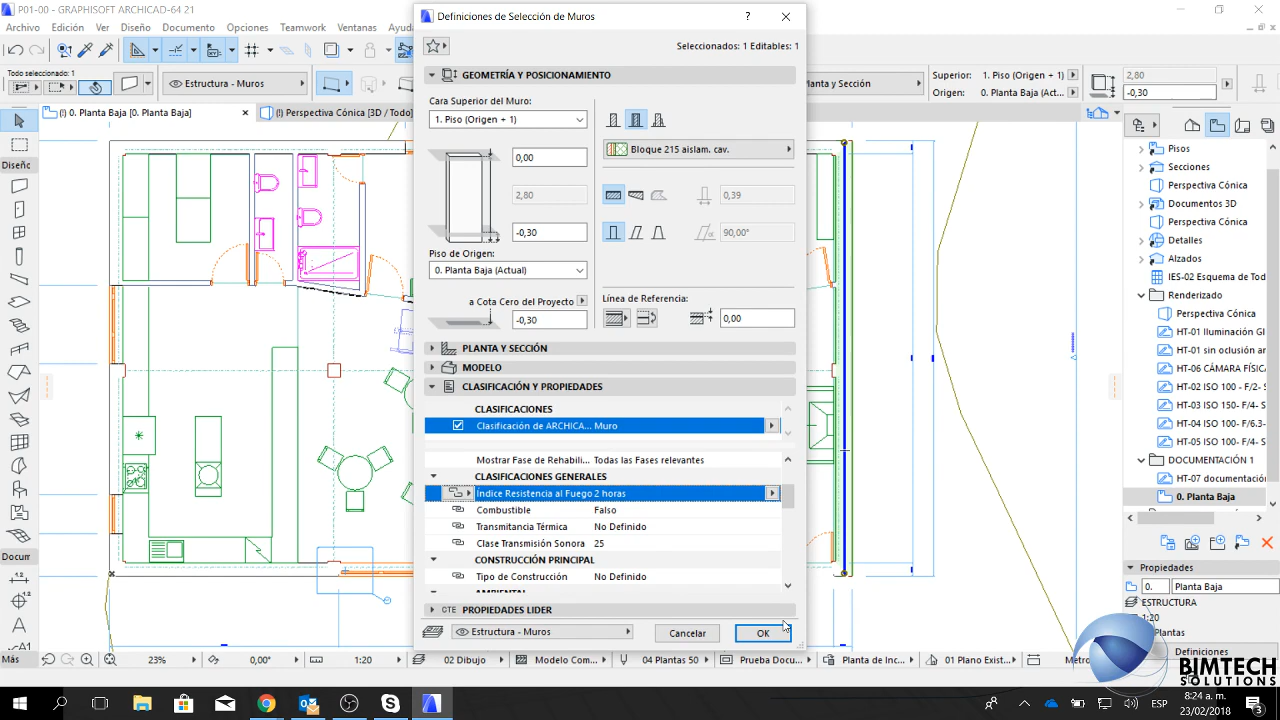 P01-00 - GRAPHISOFT ARCHICAD-64 21
Archivo Edición Ver Diseño Documentación Opciones Teamwork Ventanas Ayuda
Todo seleccionado: 1
Estructura - Muros
(!) 0. Planta Baja [0. Planta Baja]
(!) Perspectiva Cónica [3D / Todo]
Definiciones de Selección de Muros
Seleccionados: 1 Editables: 1
GEOMETRÍA Y POSICIONAMIENTO
Cara Superior del Muro:
1. Piso (Origen + 1)
0,00
2,80
-0,30
Piso de Origen:
0. Planta Baja (Actual)
a Cota Cero del Proyecto
-0,30
Bloque 215 aislam. cav.
0,39
90,00°
Línea de Referencia:
0,00
PLANTA Y SECCIÓN
MODELO
CLASIFICACIÓN Y PROPIEDADES
CLASIFICACIONES
Clasificación de ARCHICA... Muro
Mostrar Fase de Rehabili... Todas las Fases relevantes
CLASIFICACIONES GENERALES
Índice Resistencia al Fuego 2 horas
Combustible Falso
Transmitancia Térmica No Definido
Clase Transmisión Sonora 25
CONSTRUCCIÓN PRINCIPAL
Tipo de Construcción No Definido
AMBIENTAL
CTE PROPIEDADES LIDER
Estructura - Muros
Cancelar
OK
lanta y Sección
Superior: 1. Piso (Origen + 1)
Origen: 0. Planta Baja (Act...
2,80
-0,30
Pisos
Secciones
Perspectiva Cónica
Documentos 3D
Perspectiva Cónica
Detalles
Alzados
IES-02 Esquema de Tod
Renderizado
Perspectiva Cónica
HT-01 Iluminación Gl
HT-01 sin oclusión ar
HT-06 CÁMARA FÍSICA
HT-02 ISO 100 - F/2- S
HT-03 ISO 150- F/4- S
HT-04 ISO 100- F/4- S
HT-05 ISO 100- F/4- S
DOCUMENTACIÓN 1
HT-07 documentación
0. Planta Baja
Propiedades
0. Planta Baja
ESTRUCTURA
1:20
Plantas
Definiciones
Diseño
Docum
Más
23%
0,00°
1:20
02 Dibujo
Modelo Com...
04 Plantas 50
Prueba Docu...
Planta de Inc...
01 Plano Exist...
Metro
BIMTECH
SOLUTIONS
ESP
8:24 a. m.
23/02/2018
3